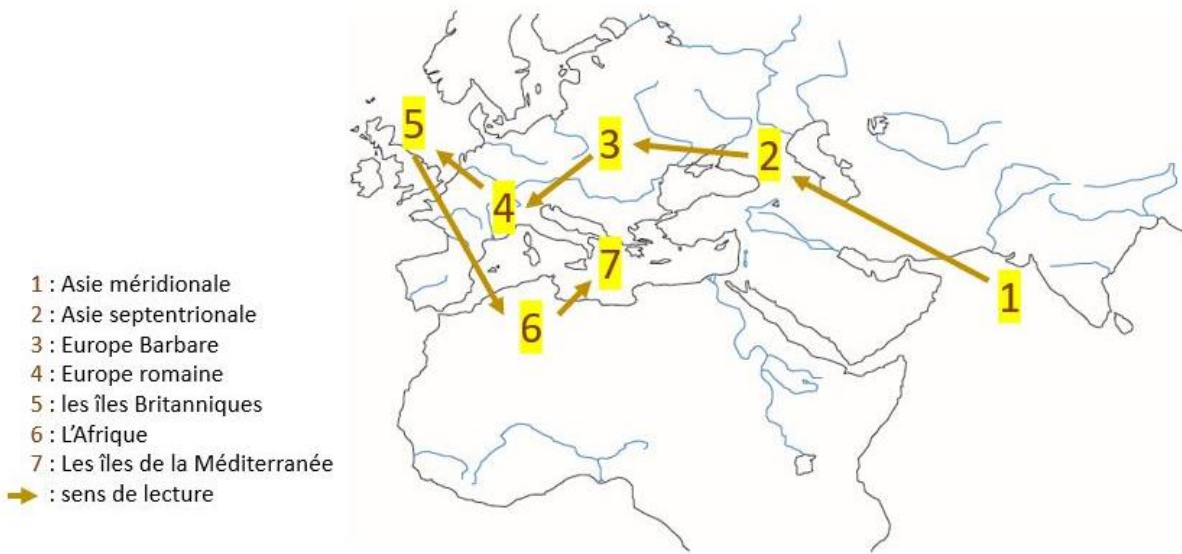 1 : Asie méridionale
2 : Asie septentrionale
3 : Europe Barbare
4 : Europe romaine
5 : les îles Britanniques
6 : L'Afrique
7 : Les îles de la Méditerranée
: sens de lecture
5
3
2
4
7
1
6